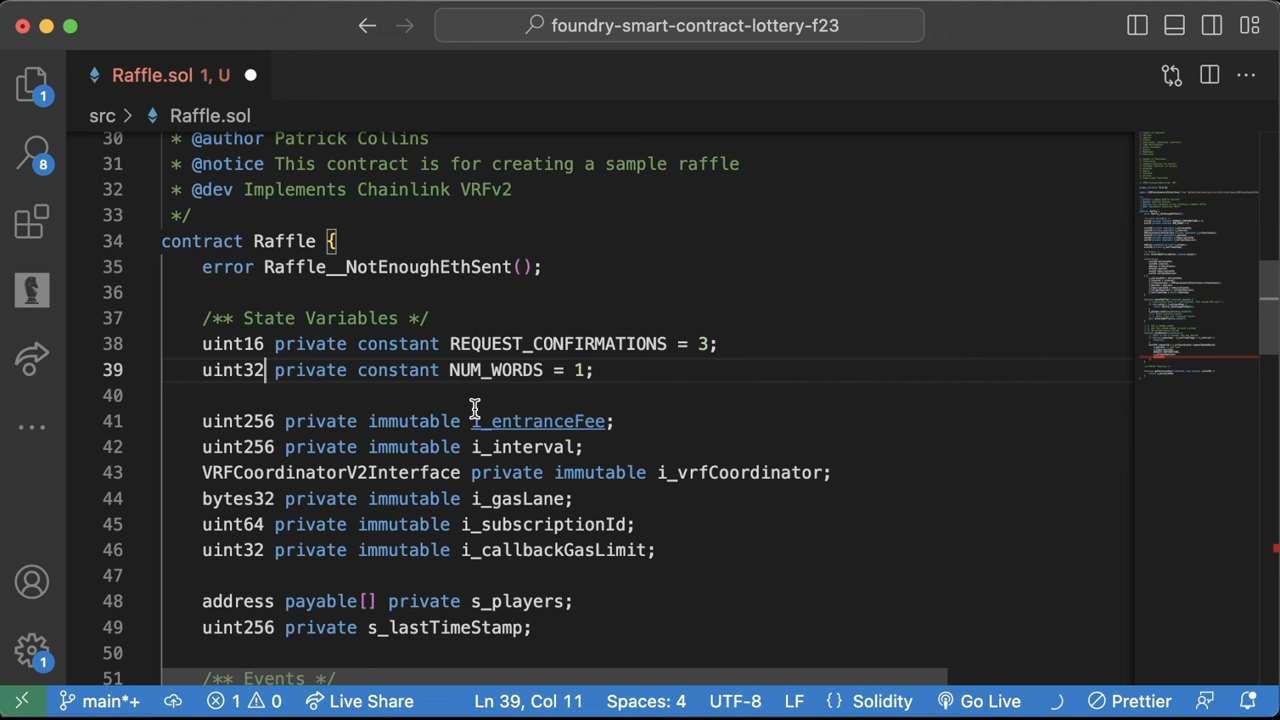 foundry-smart-contract-lottery-f23
Raffle.sol 1, U
src > Raffle.sol
1
8
1
30 * @author Patrick Collins
31 * @notice This contract is for creating a sample raffle
32 * @dev Implements Chainlink VRFv2
33 */
34 contract Raffle {
35 error Raffle__NotEnoughEthSent();
36
37 /** State Variables */
38 uint16 private constant REQUEST_CONFIRMATIONS = 3;
39 uint32 private constant NUM_WORDS = 1;
40
41 uint256 private immutable i_entranceFee;
42 uint256 private immutable i_interval;
43 VRFCoordinatorV2Interface private immutable i_vrfCoordinator;
44 bytes32 private immutable i_gasLane;
45 uint64 private immutable i_subscriptionId;
46 uint32 private immutable i_callbackGasLimit;
47
48 address payable[] private s_players;
49 uint256 private s_lastTimeStamp;
50
51 /** Events */
main*+ 1 0 Live Share Ln 39, Col 11 Spaces: 4 UTF-8 LF {} Solidity Go Live Prettier